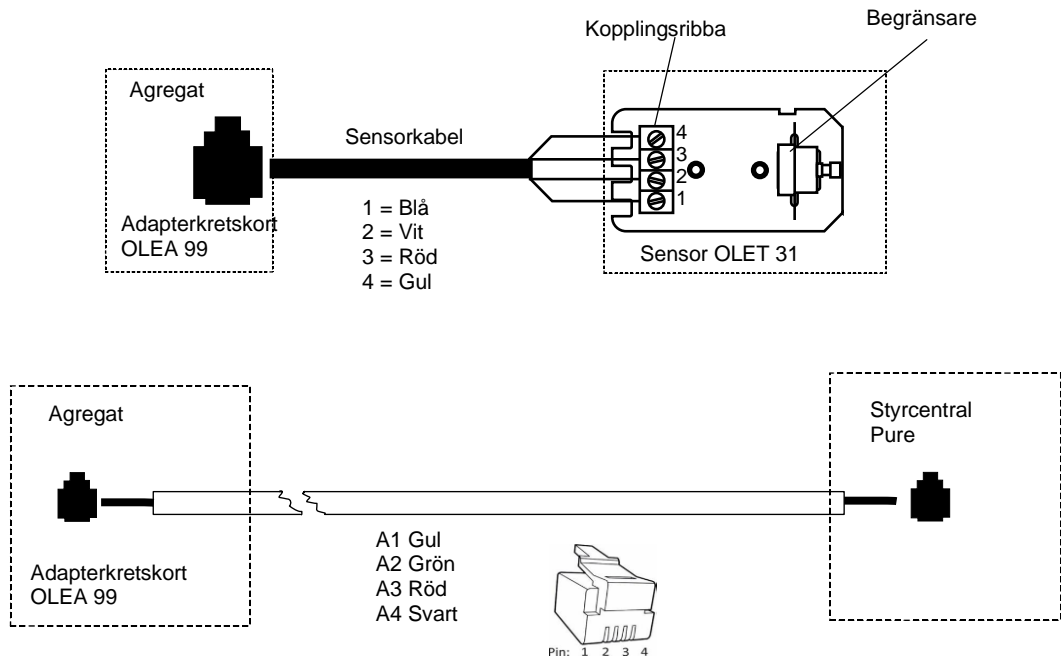 Begränsare
Kopplingsribba
Agregat
Sensorkabel
4
3
2
1
1 = Blå
2 = Vit
3 = Röd
4 = Gul
Adapterkretskort
OLEA 99
Sensor OLET 31
Agregat
Styrcentral
Pure
A1 Gul
A2 Grön
A3 Röd
A4 Svart
Adapterkretskort
OLEA 99
Pin: 1 2 3 4